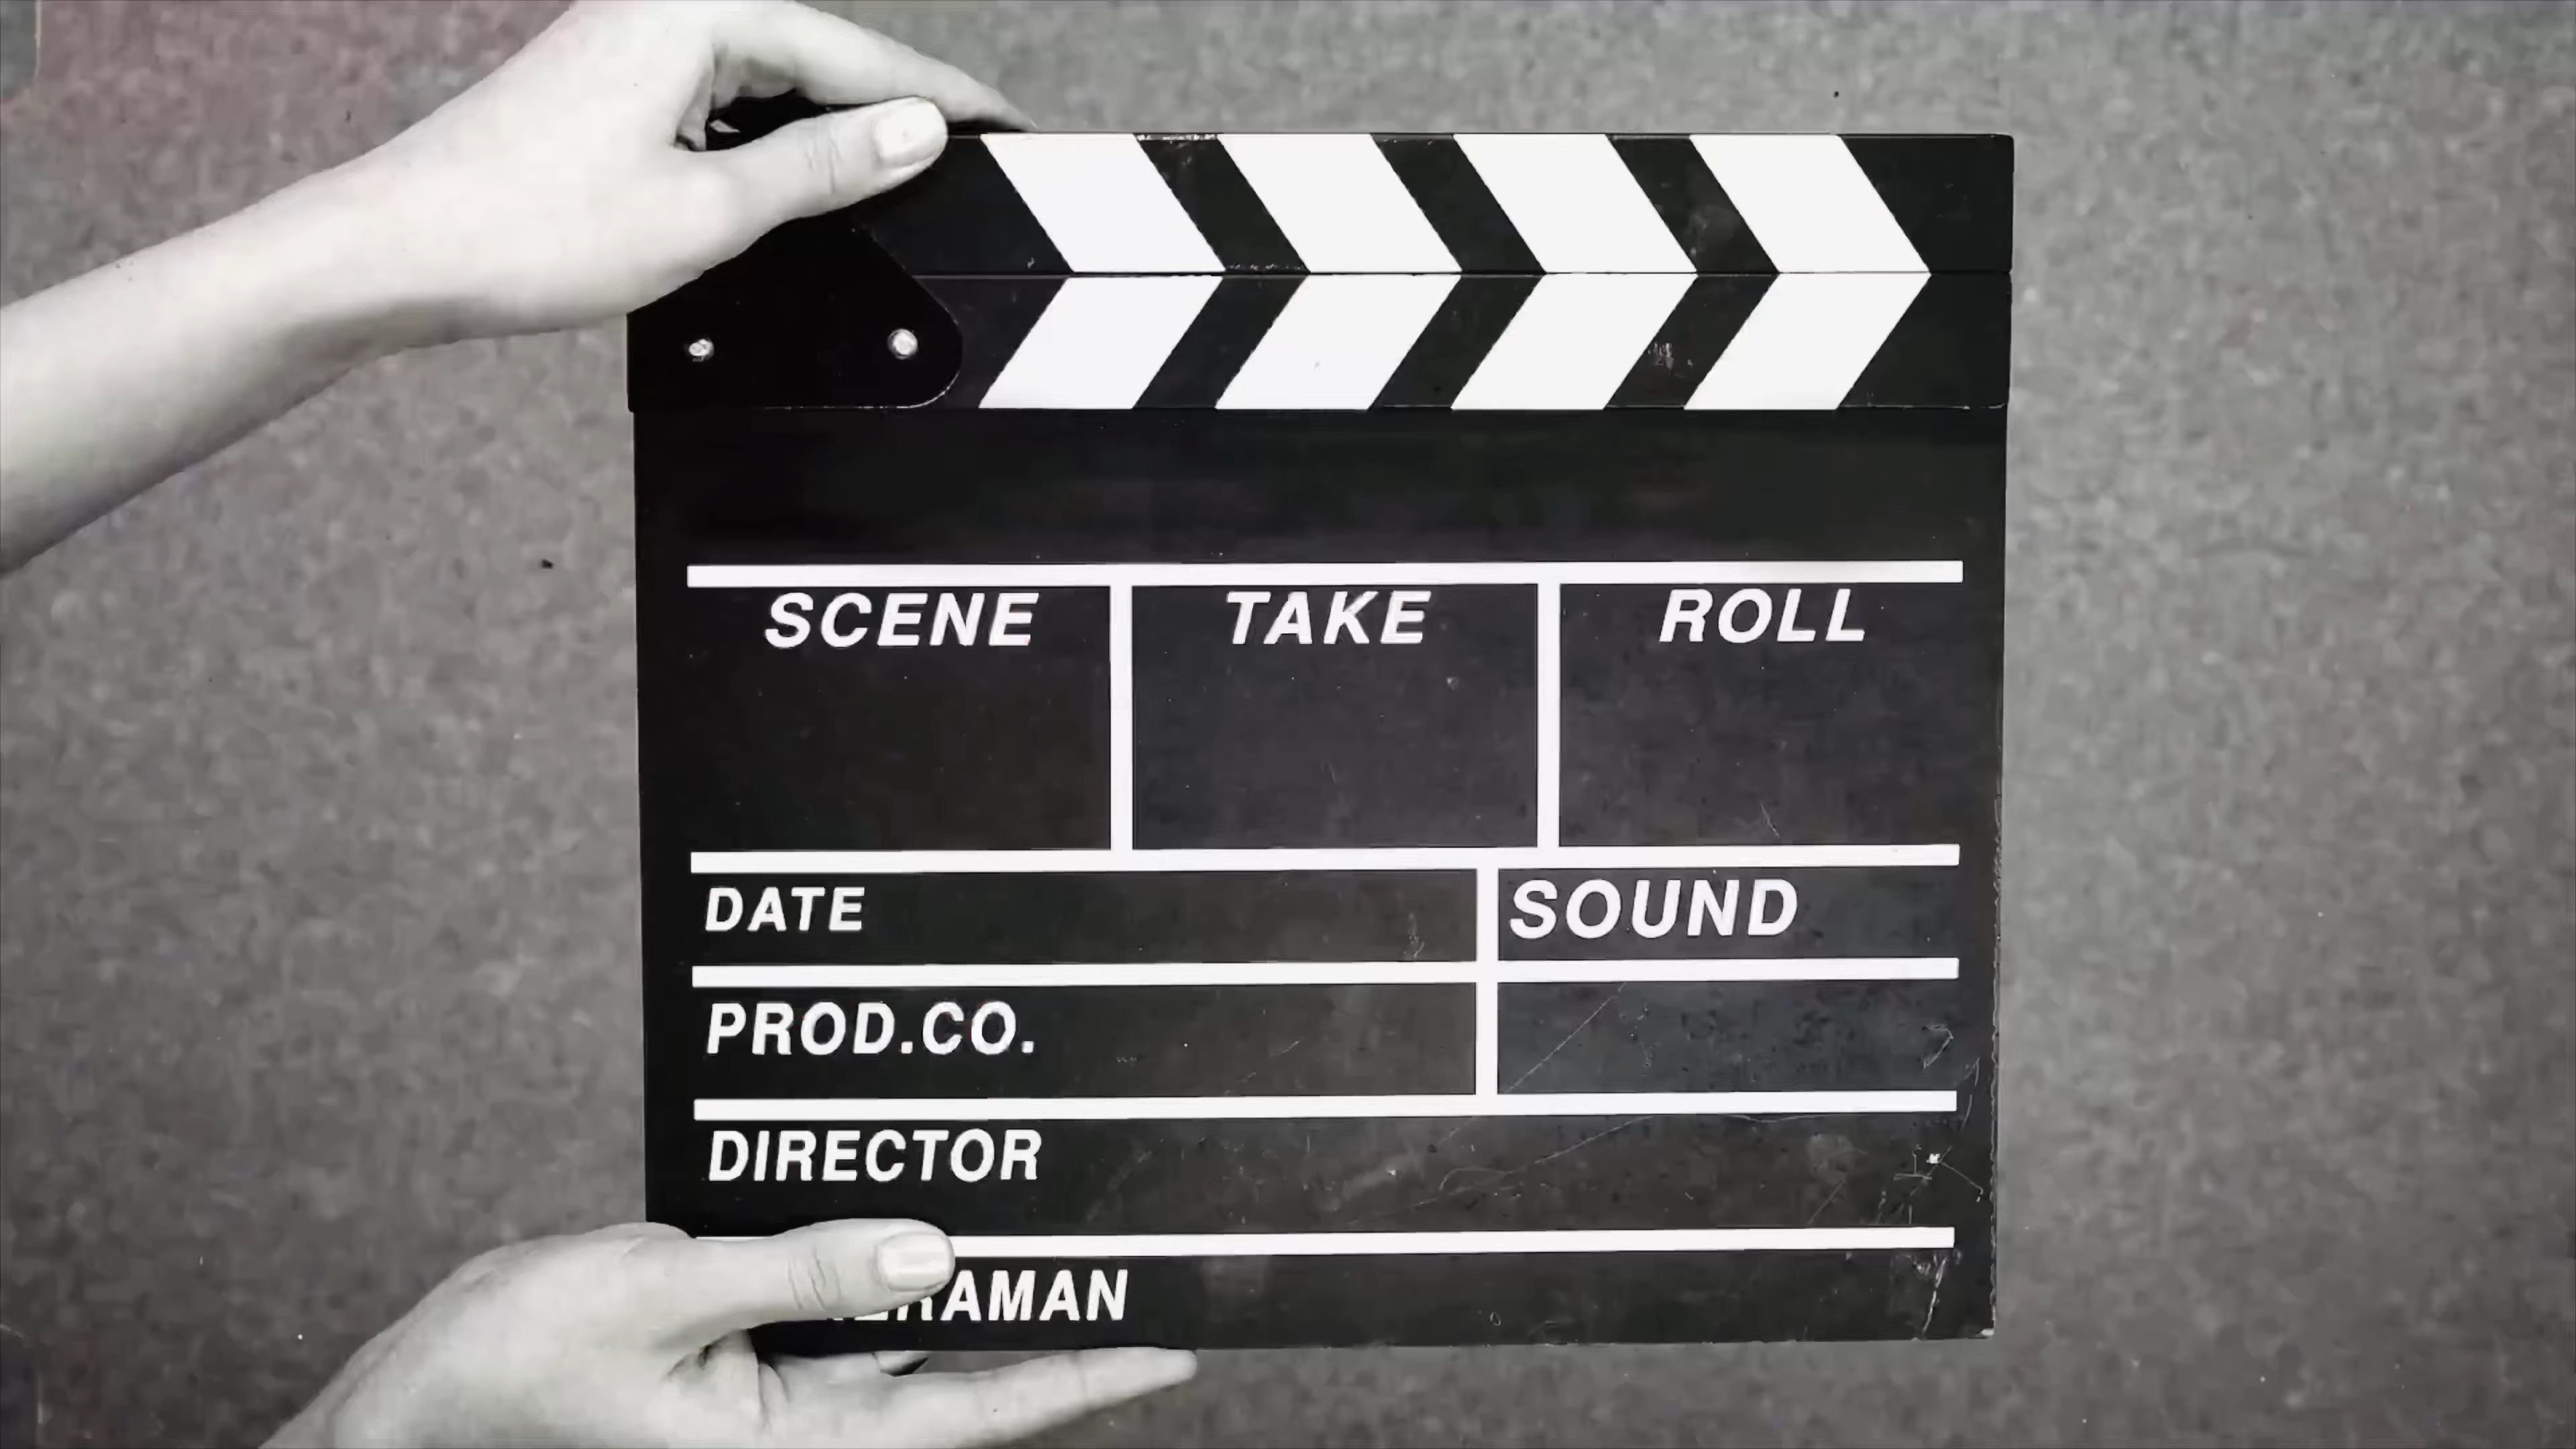 SCENE TAKE ROLL
DATE SOUND
PROD.CO.
DIRECTOR
ERAMAN